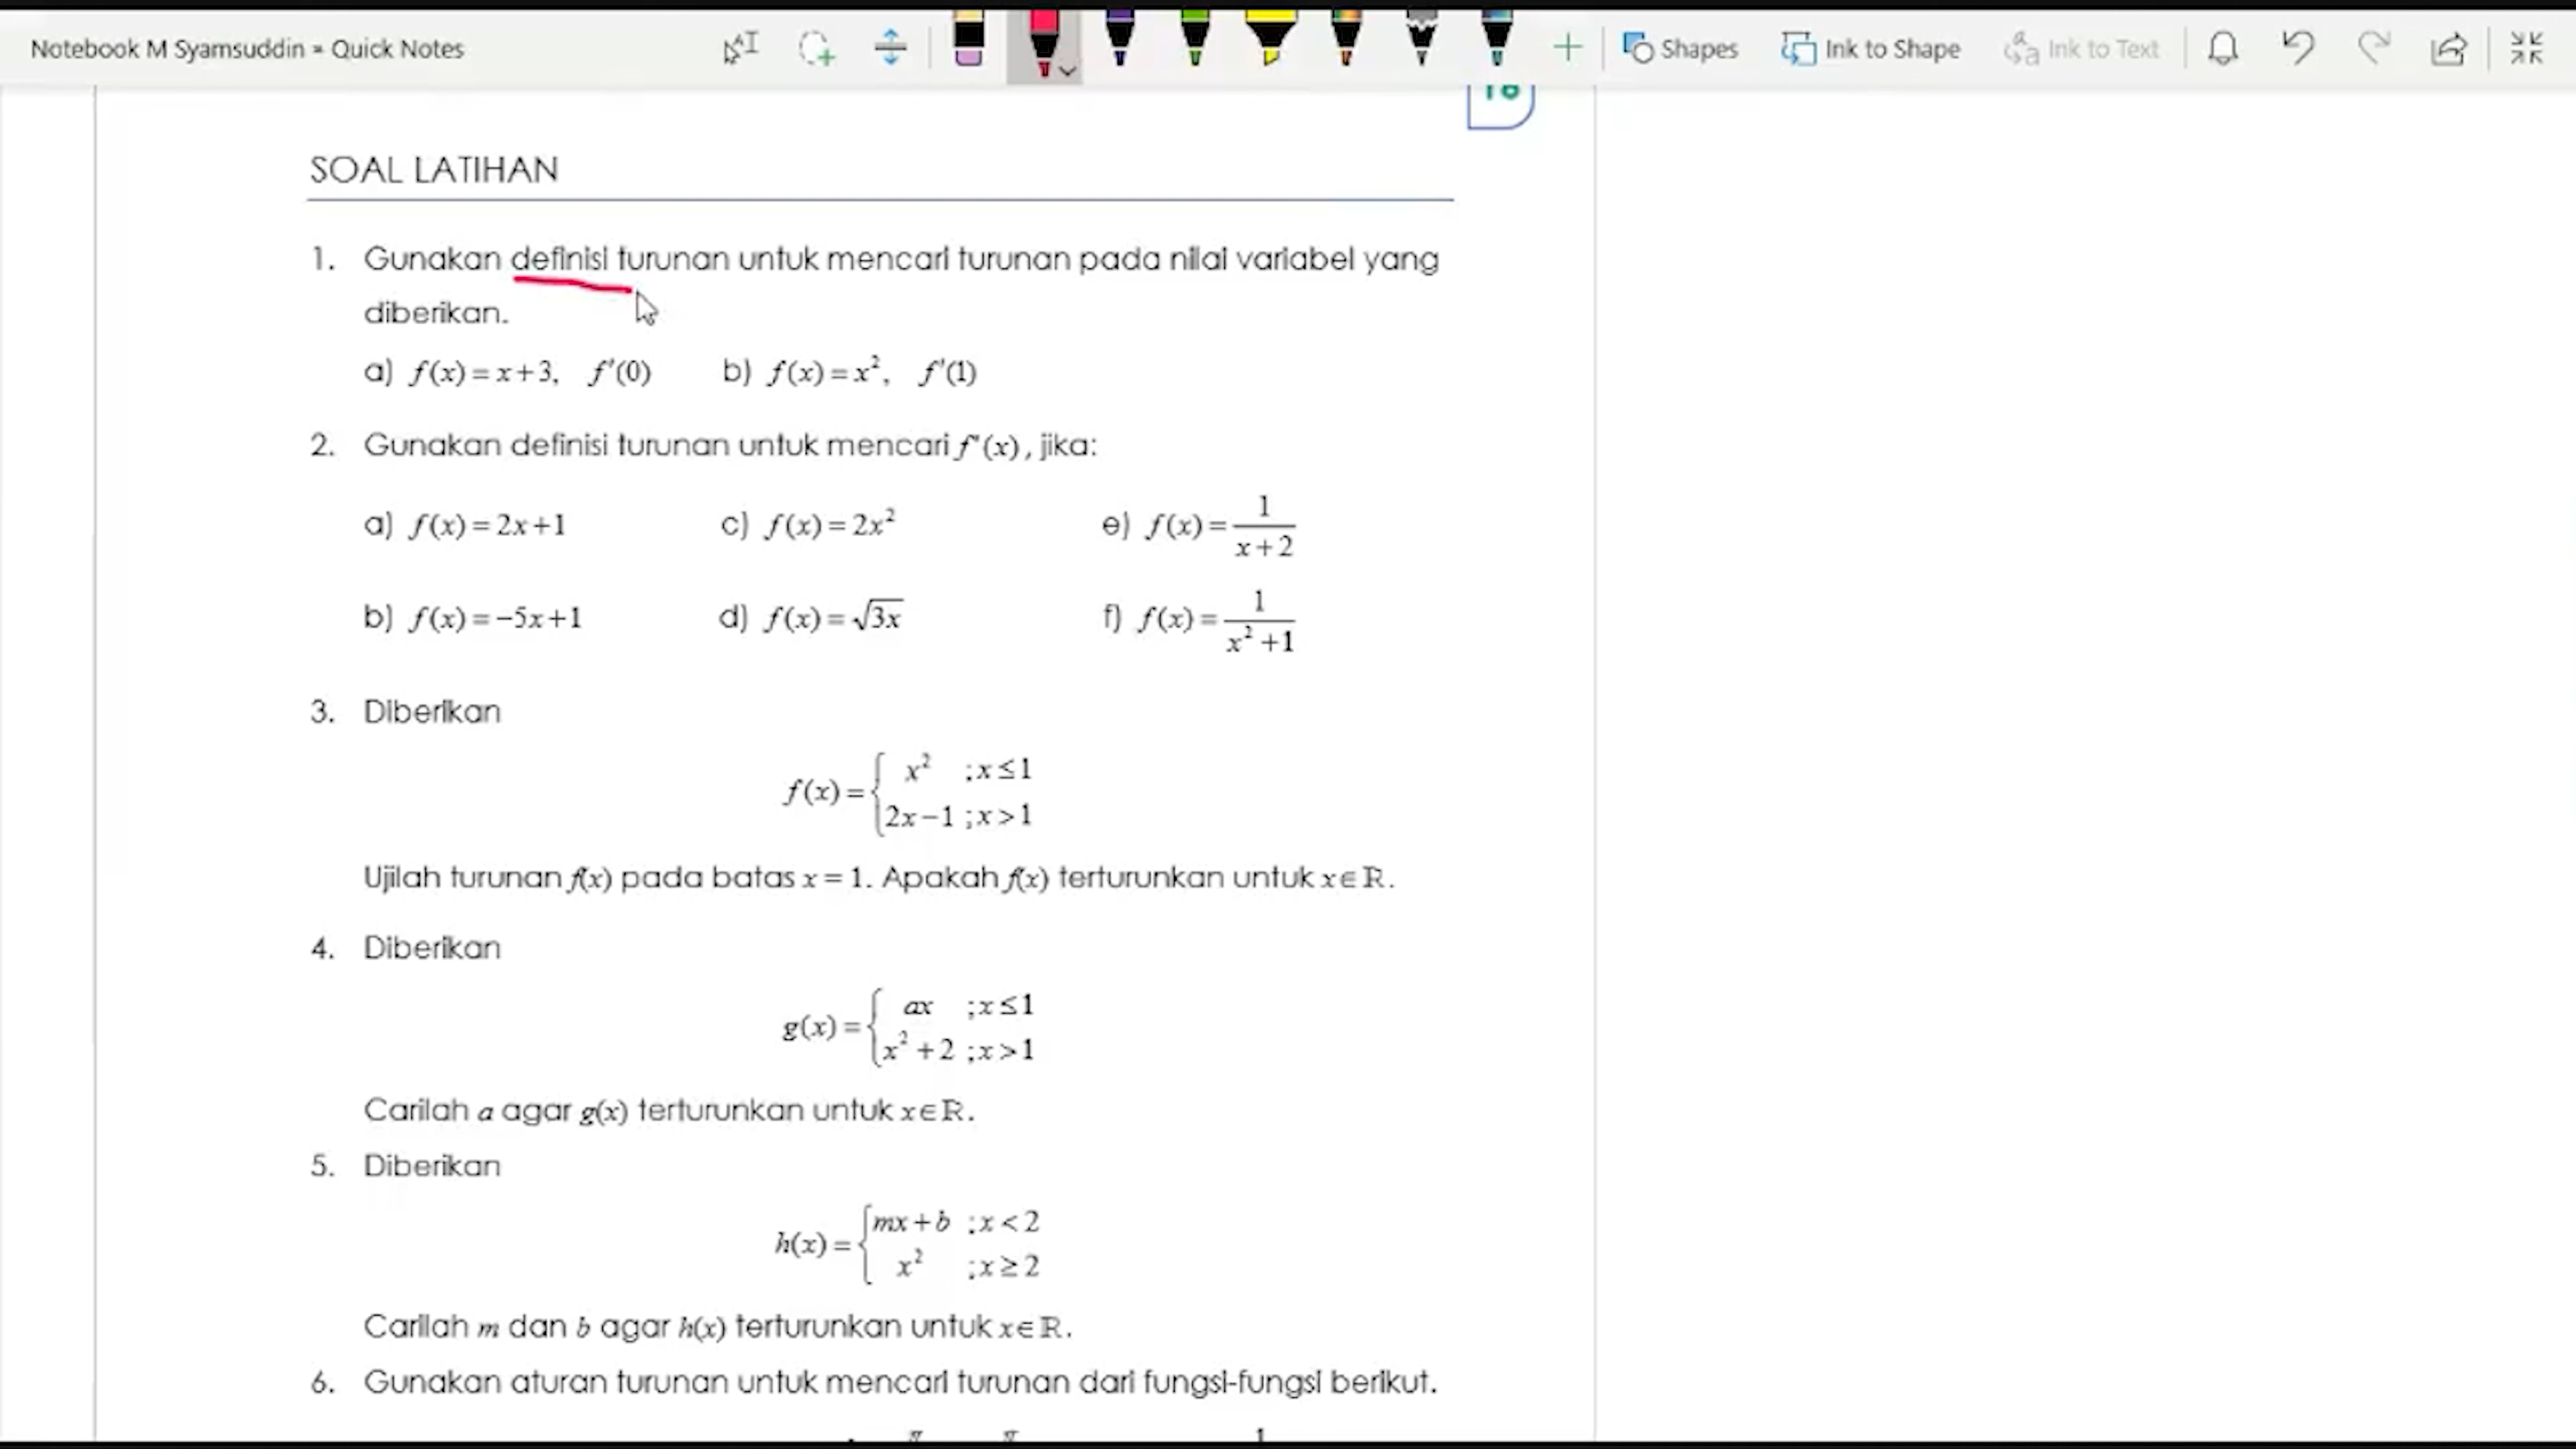 Notebook M Syamsuddin » Quick Notes
Shapes
Ink to Shape
Ink to Text
SOAL LATIHAN
1. Gunakan definisi turunan untuk mencari turunan pada nilai variabel yang
diberikan.
a) f(x)=x+3, f'(0) b) f(x)=x², f'(1)
2. Gunakan definisi turunan untuk mencari f'(x), jika:
a) f(x)=2x+1 c) f(x)=2x² e) f(x)=1/(x+2)
b) f(x)=−5x+1 d) f(x)=√3x f) f(x)=1/(x²+1)
3. Diberikan
f(x)={ x² ;x≤1
2x−1 ;x>1
Ujilah turunan f(x) pada batas x=1. Apakah f(x) terturunkan untuk x∈ℝ.
4. Diberikan
g(x)={ ax ;x≤1
x²+2 ;x>1
Carilah a agar g(x) terturunkan untuk x∈ℝ.
5. Diberikan
h(x)={ mx+b ;x<2
x² ;x≥2
Carilah m dan b agar h(x) terturunkan untuk x∈ℝ.
6. Gunakan aturan turunan untuk mencari turunan dari fungsi-fungsi berikut.